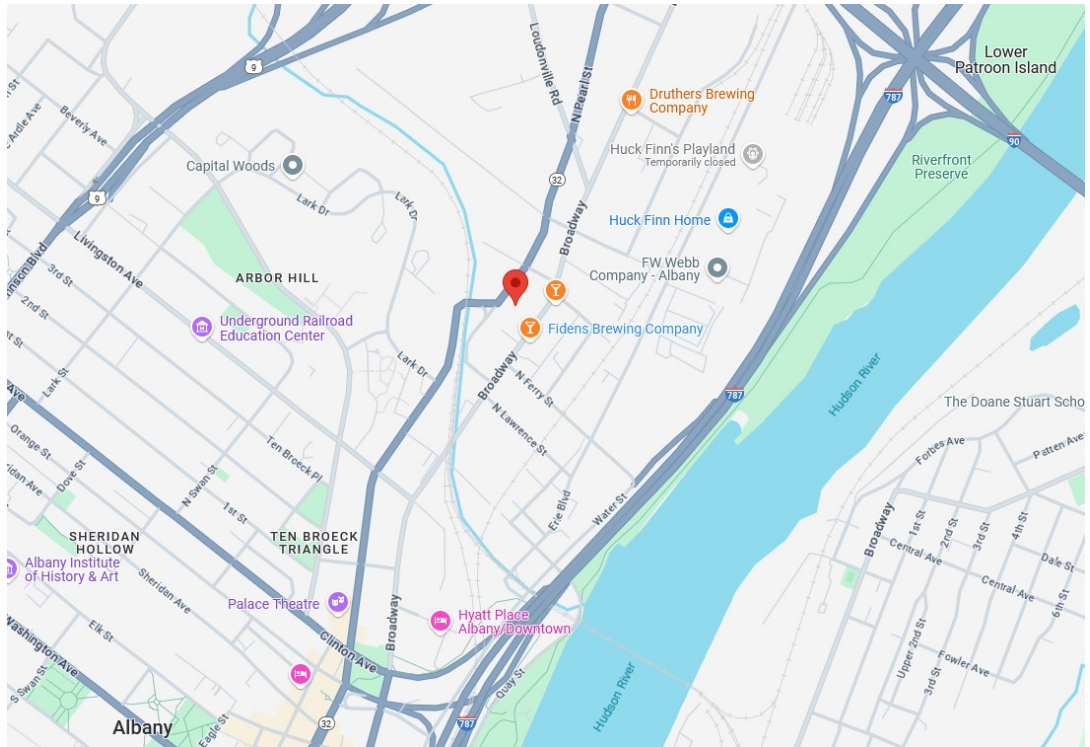 9
Loudonville Rd
N Pearl St
Druthers Brewing
Company
Lower
Patroon Island
787
90
Ardle Ave
Beverly Ave
Capital Woods
Lark Dr
Lark Dr
Huck Finn's Playland
Temporarily closed
Riverfront
Preserve
32
9
Broadway
Huck Finn Home
Livingston Ave
3rd St
2nd St
ARBOR HILL
FW Webb
Company - Albany
Underground Railroad
Education Center
Fidens Brewing Company
Lark St
Lark Dr
Broadway
N Ferry St
Hudson River
787
The Doane Stuart Scho
N Lawrence St
Forbes Ave
Patten Ave
Orange St
Dove St
N Swan St
1st St
Ten Broeck Pl
Erie Blvd
Water St
Broadway
1st St
2nd St
3rd St
4th St
Central Ave
Dale St
SHERIDAN
HOLLOW
TEN BROECK
TRIANGLE
Albany Institute
of History & Art
Sheridan Ave
Palace Theatre
Broadway
Hyatt Place
Albany/Downtown
Central Ave
6th St
Washington Ave
Elk St
Clinton Ave
Upper 2nd St
3rd St
Fowler Ave
S Swan St
Quay St
Hudson River
Albany
Eagle St
32
787